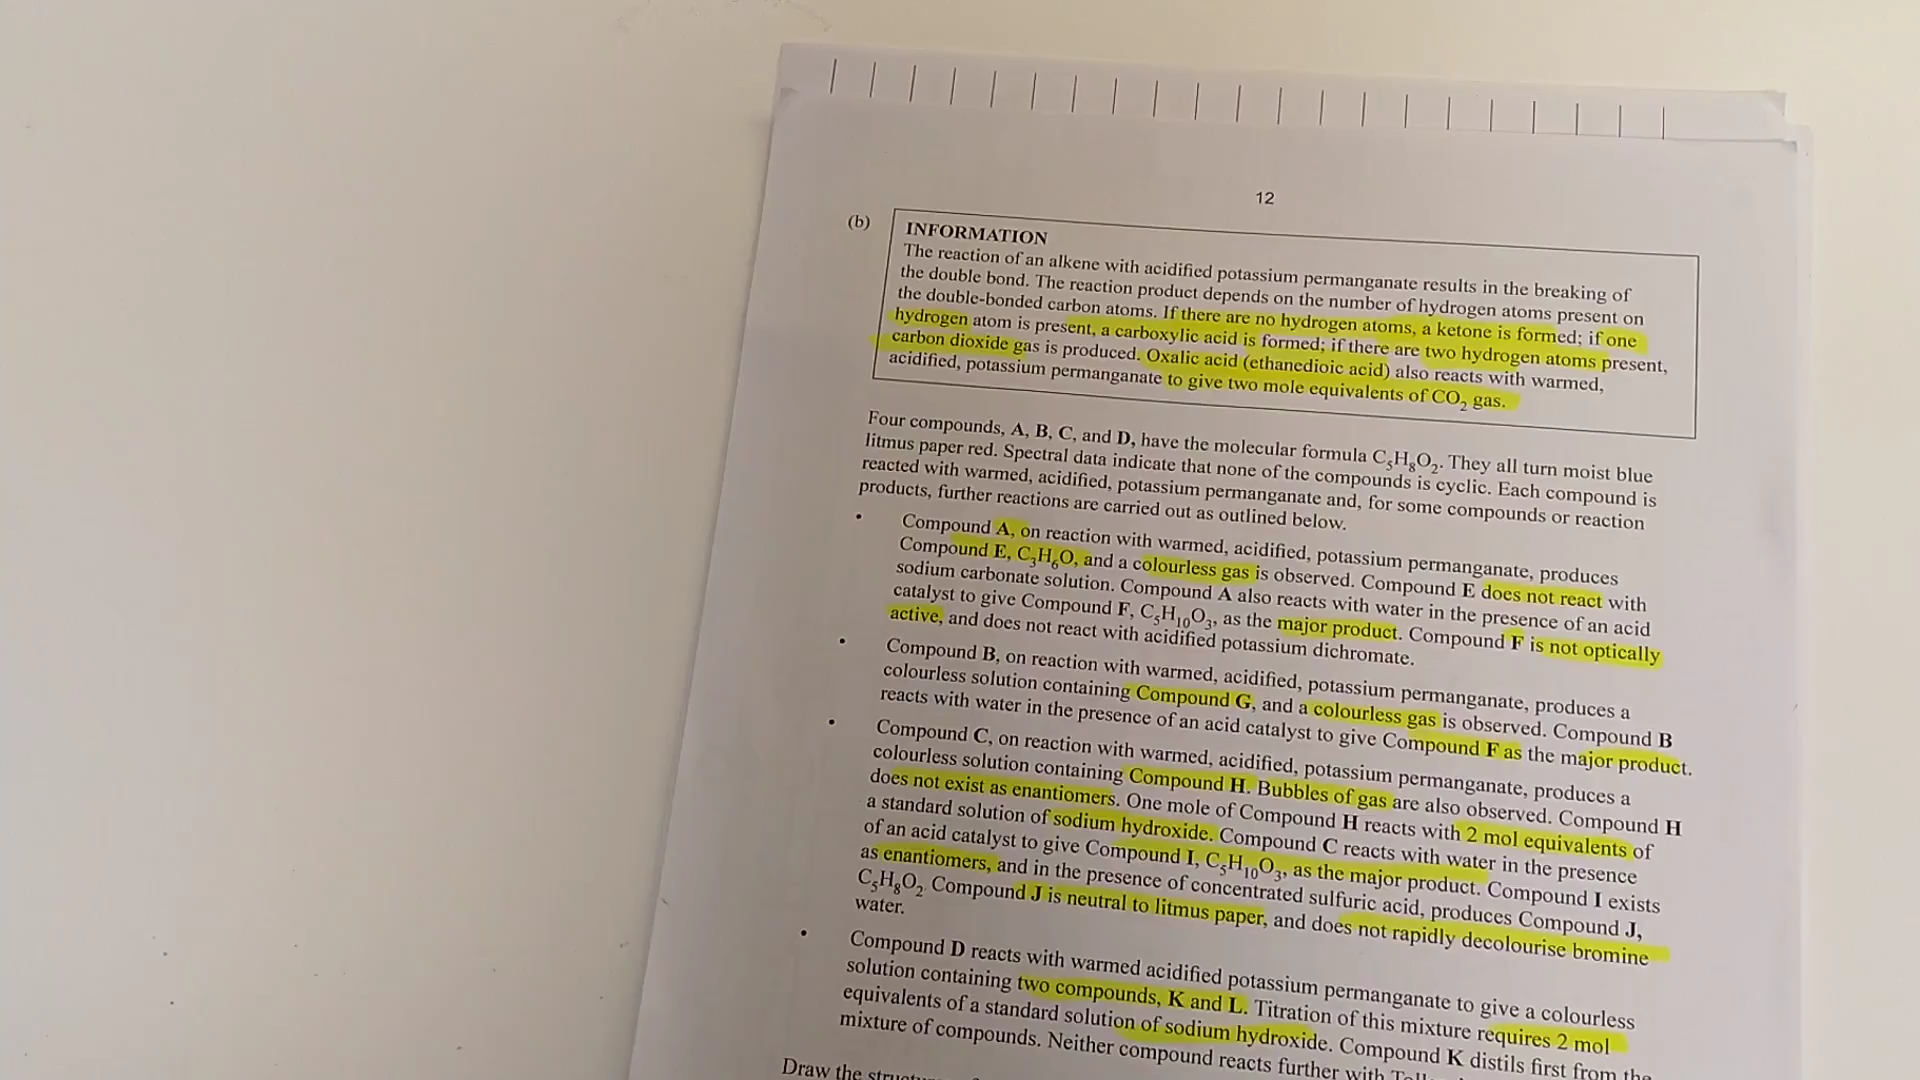 12
(b)
INFORMATION
The reaction of an alkene with acidified potassium permanganate results in the breaking of
the double bond. The reaction product depends on the number of hydrogen atoms present on
the double-bonded carbon atoms. If there are no hydrogen atoms, a ketone is formed; if one
hydrogen atom is present, a carboxylic acid is formed; if there are two hydrogen atoms present,
carbon dioxide gas is produced. Oxalic acid (ethanedioic acid) also reacts with warmed,
acidified, potassium permanganate to give two mole equivalents of CO₂ gas.
Four compounds, A, B, C, and D, have the molecular formula C₅H₈O₂. They all turn moist blue
litmus paper red. Spectral data indicate that none of the compounds is cyclic. Each compound is
reacted with warmed, acidified, potassium permanganate and, for some compounds or reaction
products, further reactions are carried out as outlined below.
• Compound A, on reaction with warmed, acidified, potassium permanganate, produces
Compound E, C₃H₆O, and a colourless gas is observed. Compound E does not react with
sodium carbonate solution. Compound A also reacts with water in the presence of an acid
catalyst to give Compound F, C₅H₁₀O₃, as the major product. Compound F is not optically
active, and does not react with acidified potassium dichromate.
• Compound B, on reaction with warmed, acidified, potassium permanganate, produces a
colourless solution containing Compound G, and a colourless gas is observed. Compound B
reacts with water in the presence of an acid catalyst to give Compound F as the major product.
• Compound C, on reaction with warmed, acidified, potassium permanganate, produces a
colourless solution containing Compound H. Bubbles of gas are also observed. Compound H
does not exist as enantiomers. One mole of Compound H reacts with 2 mol equivalents of
a standard solution of sodium hydroxide. Compound C reacts with water in the presence
of an acid catalyst to give Compound I, C₅H₁₀O₃, as the major product. Compound I exists
as enantiomers, and in the presence of concentrated sulfuric acid, produces Compound J,
C₅H₈O₂. Compound J is neutral to litmus paper, and does not rapidly decolourise bromine
water.
• Compound D reacts with warmed acidified potassium permanganate to give a colourless
solution containing two compounds, K and L. Titration of this mixture requires 2 mol
equivalents of a standard solution of sodium hydroxide. Compound K distils first from the
mixture of compounds. Neither compound reacts further with
Draw the